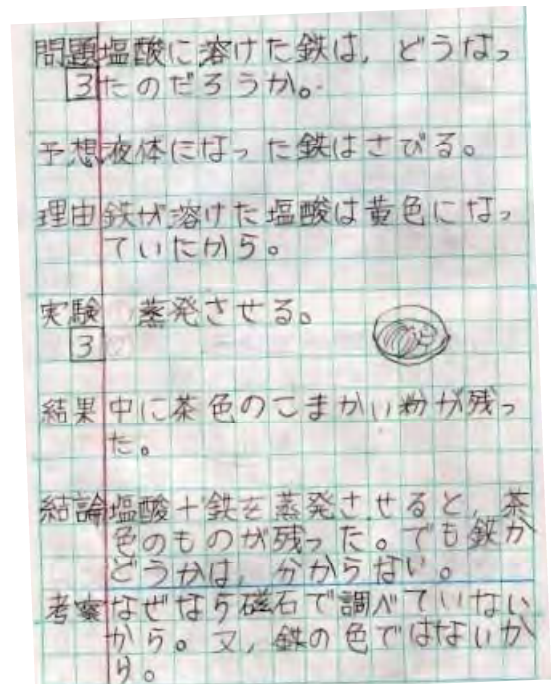 問題塩酸に溶けた鉄は,どうなっ
3たのだろうか。
予想液体になった鉄はさびる。
理由鉄が溶けた塩酸は黄色になっ
ていたから。
実験 蒸発させる。
3
結果中に茶色のこまかい粉が残っ
た。
結論塩酸+鉄を蒸発させると,茶
色のものが残った。でも鉄か
どうかは,分からない。
考察なぜなら磁石で調べていない
から。又,鉄の色ではないか
ら。